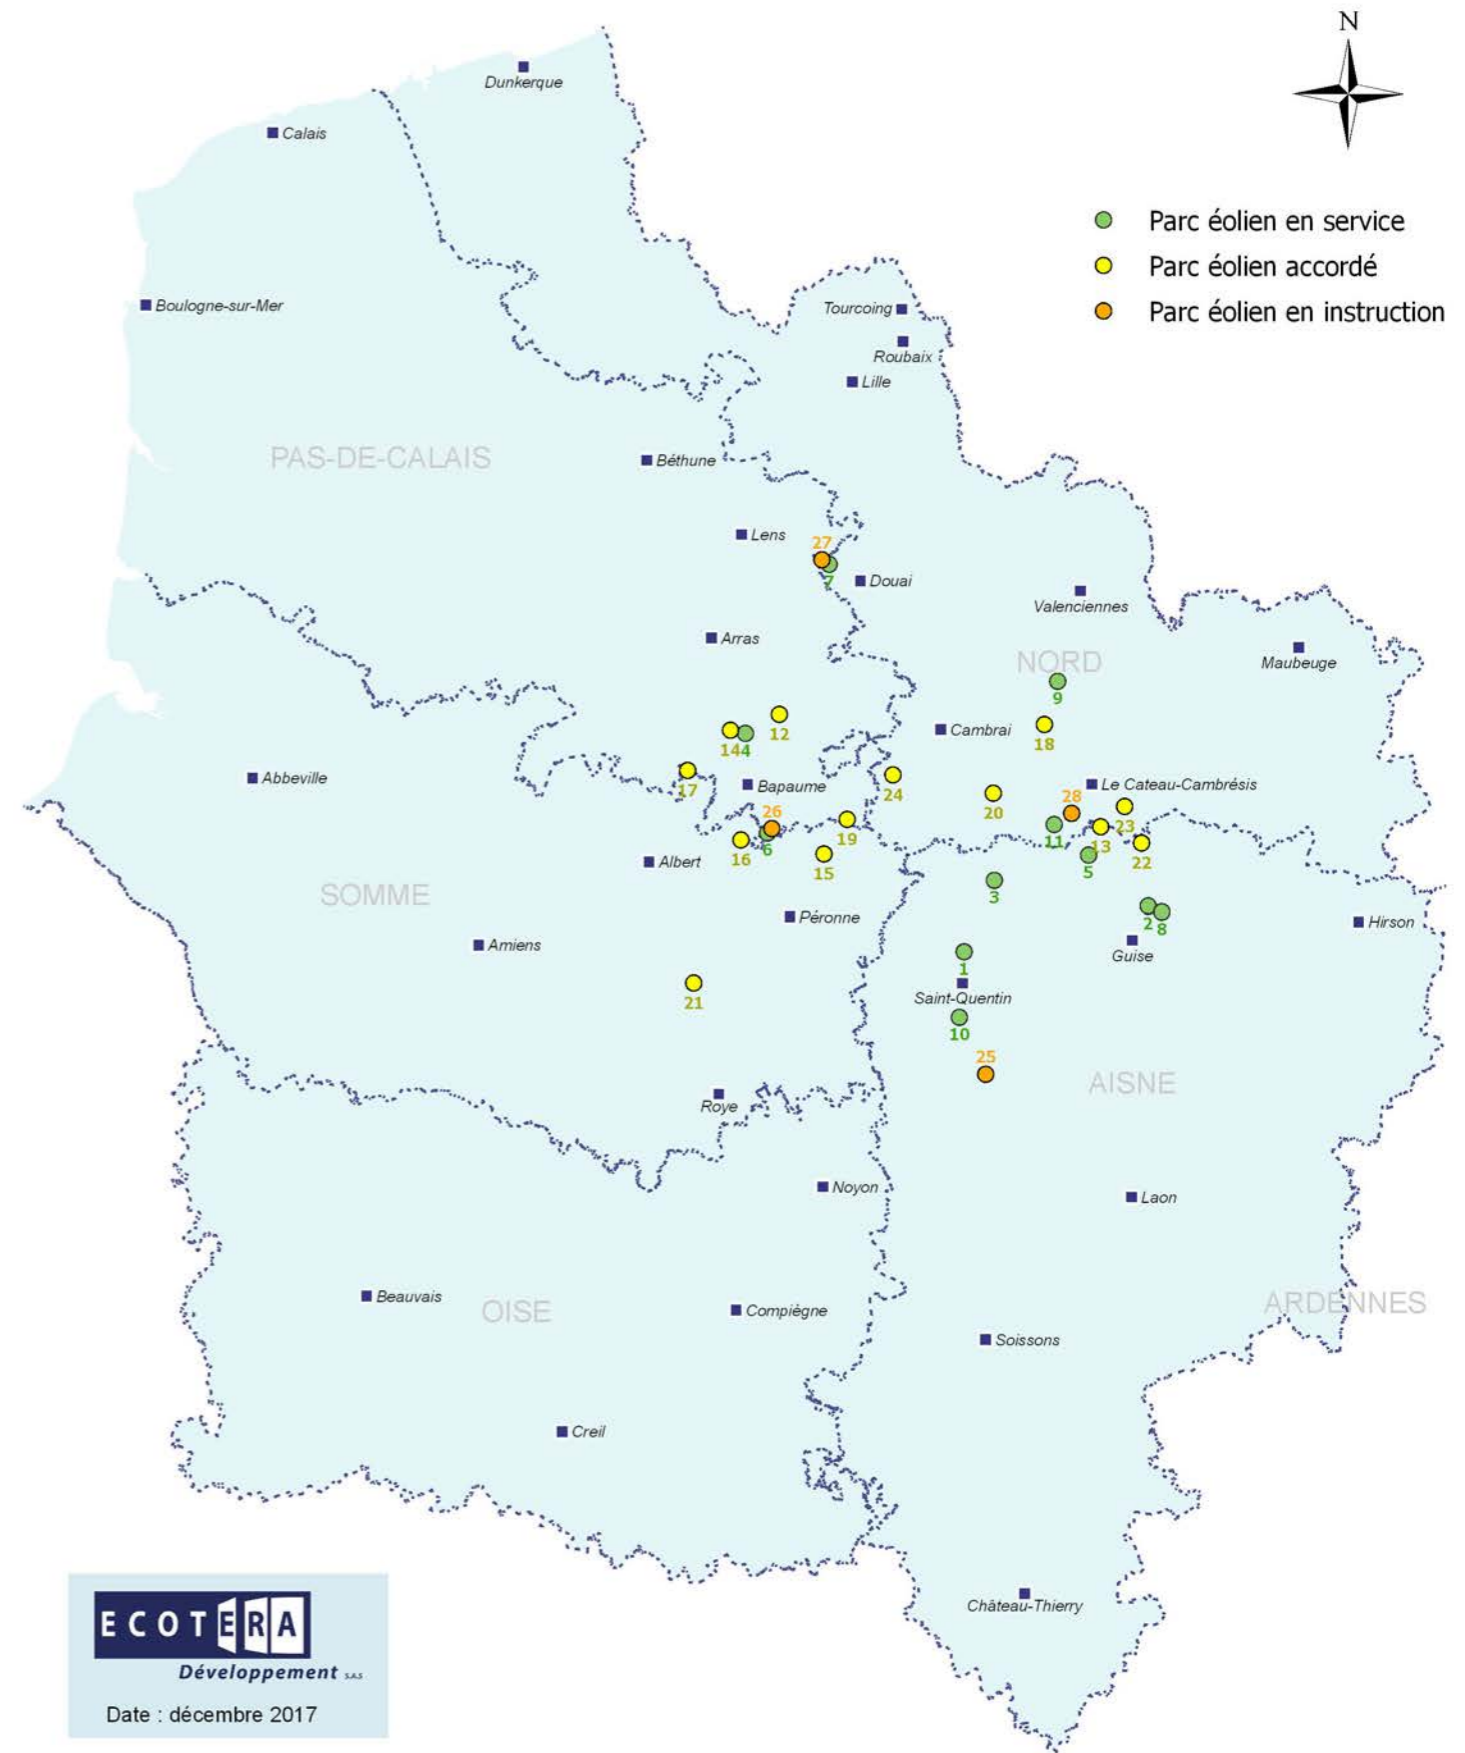 N
Dunkerque
Calais
Parc éolien en service
Parc éolien accordé
Parc éolien en instruction
Boulogne-sur-Mer
Tourcoing
Roubaix
Lille
PAS-DE-CALAIS
Béthune
Lens
27
7
Douai
Valenciennes
Arras
NORD
Maubeuge
9
12
14
4
Cambrai
18
17
Abbeville
Bapaume
24
20
Le Cateau-Cambrésis
28
23
26
6
16
19
15
11
13
5
22
Albert
3
SOMME
Péronne
2
8
Hirson
Amiens
Guise
1
Saint-Quentin
21
10
25
AISNE
Roye
Noyon
Laon
Beauvais
OISE
Compiègne
ARDENNES
Soissons
Creil
Château-Thierry
ECOTERA
Développement S.A.S
Date : décembre 2017